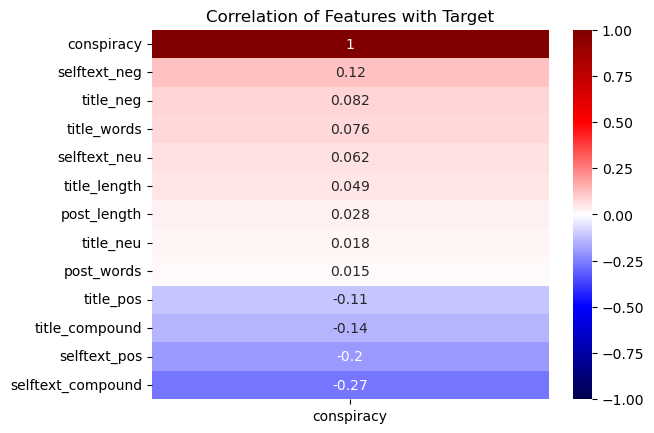 Correlation of Features with Target
conspiracy 1
selftext_neg 0.12
title_neg 0.082
title_words 0.076
selftext_neu 0.062
title_length 0.049
post_length 0.028
title_neu 0.018
post_words 0.015
title_pos -0.11
title_compound -0.14
selftext_pos -0.2
selftext_compound -0.27
conspiracy
1.00
0.75
0.50
0.25
0.00
−0.25
−0.50
−0.75
−1.00